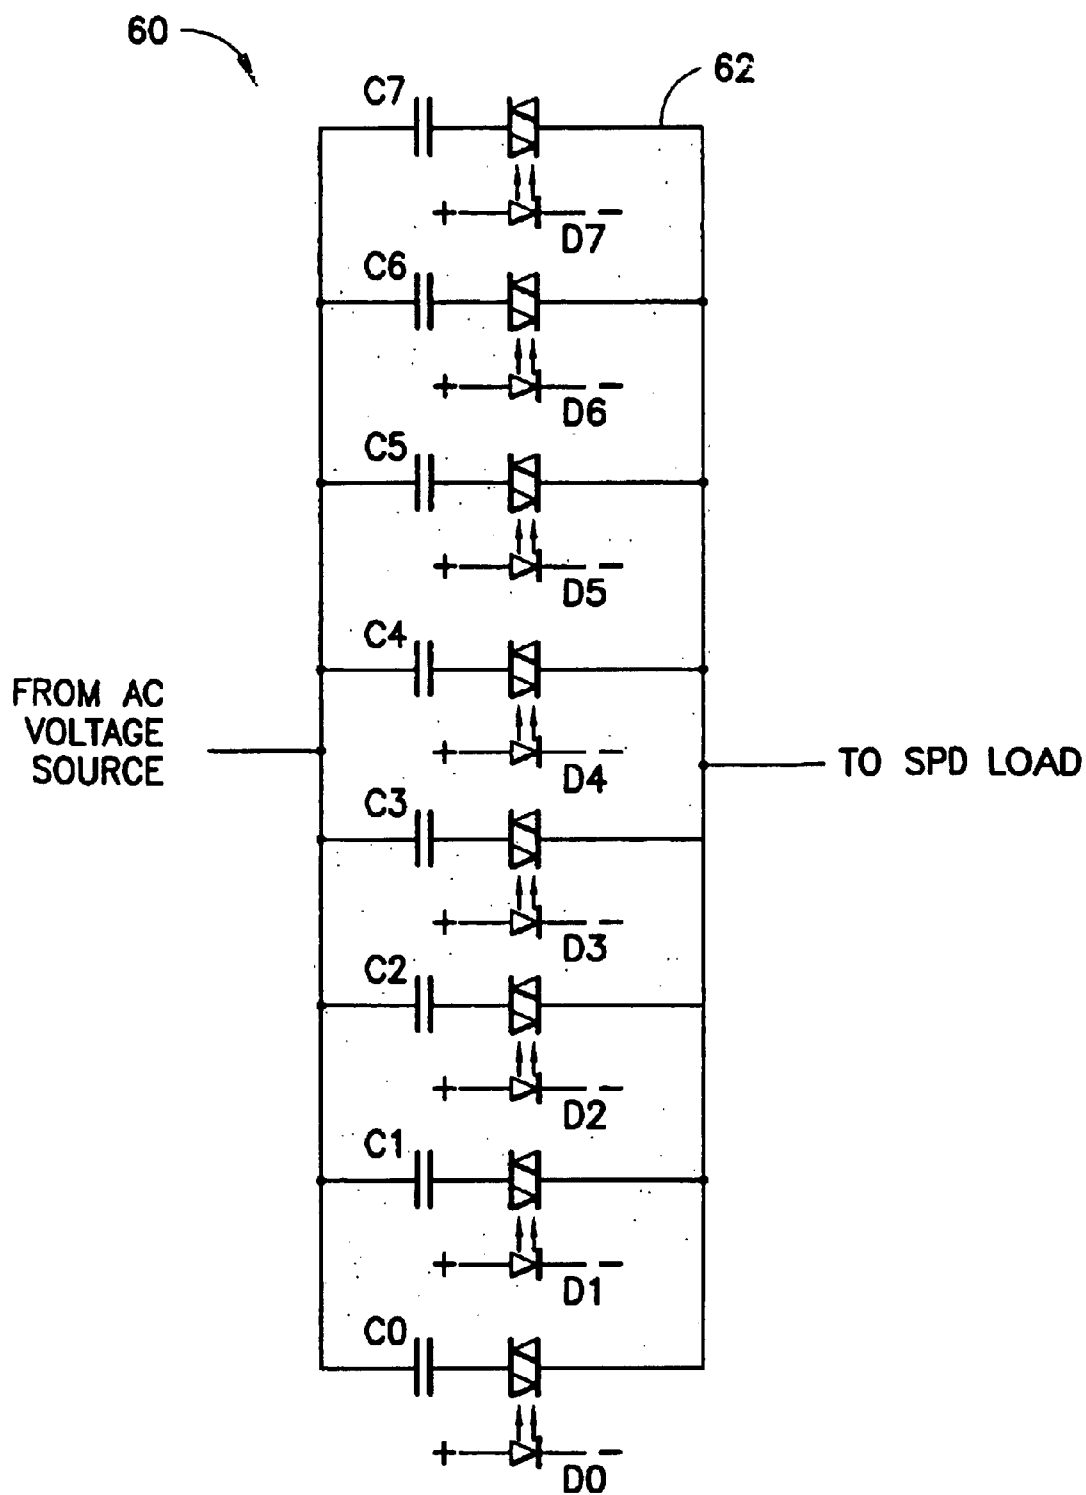 60
62
C7
+ -
D7
C6
+ -
D6
C5
+ -
D5
C4
+ -
D4
FROM AC
VOLTAGE
SOURCE
TO SPD LOAD
C3
+ -
D3
C2
+ -
D2
C1
+ -
D1
C0
+ -
D0